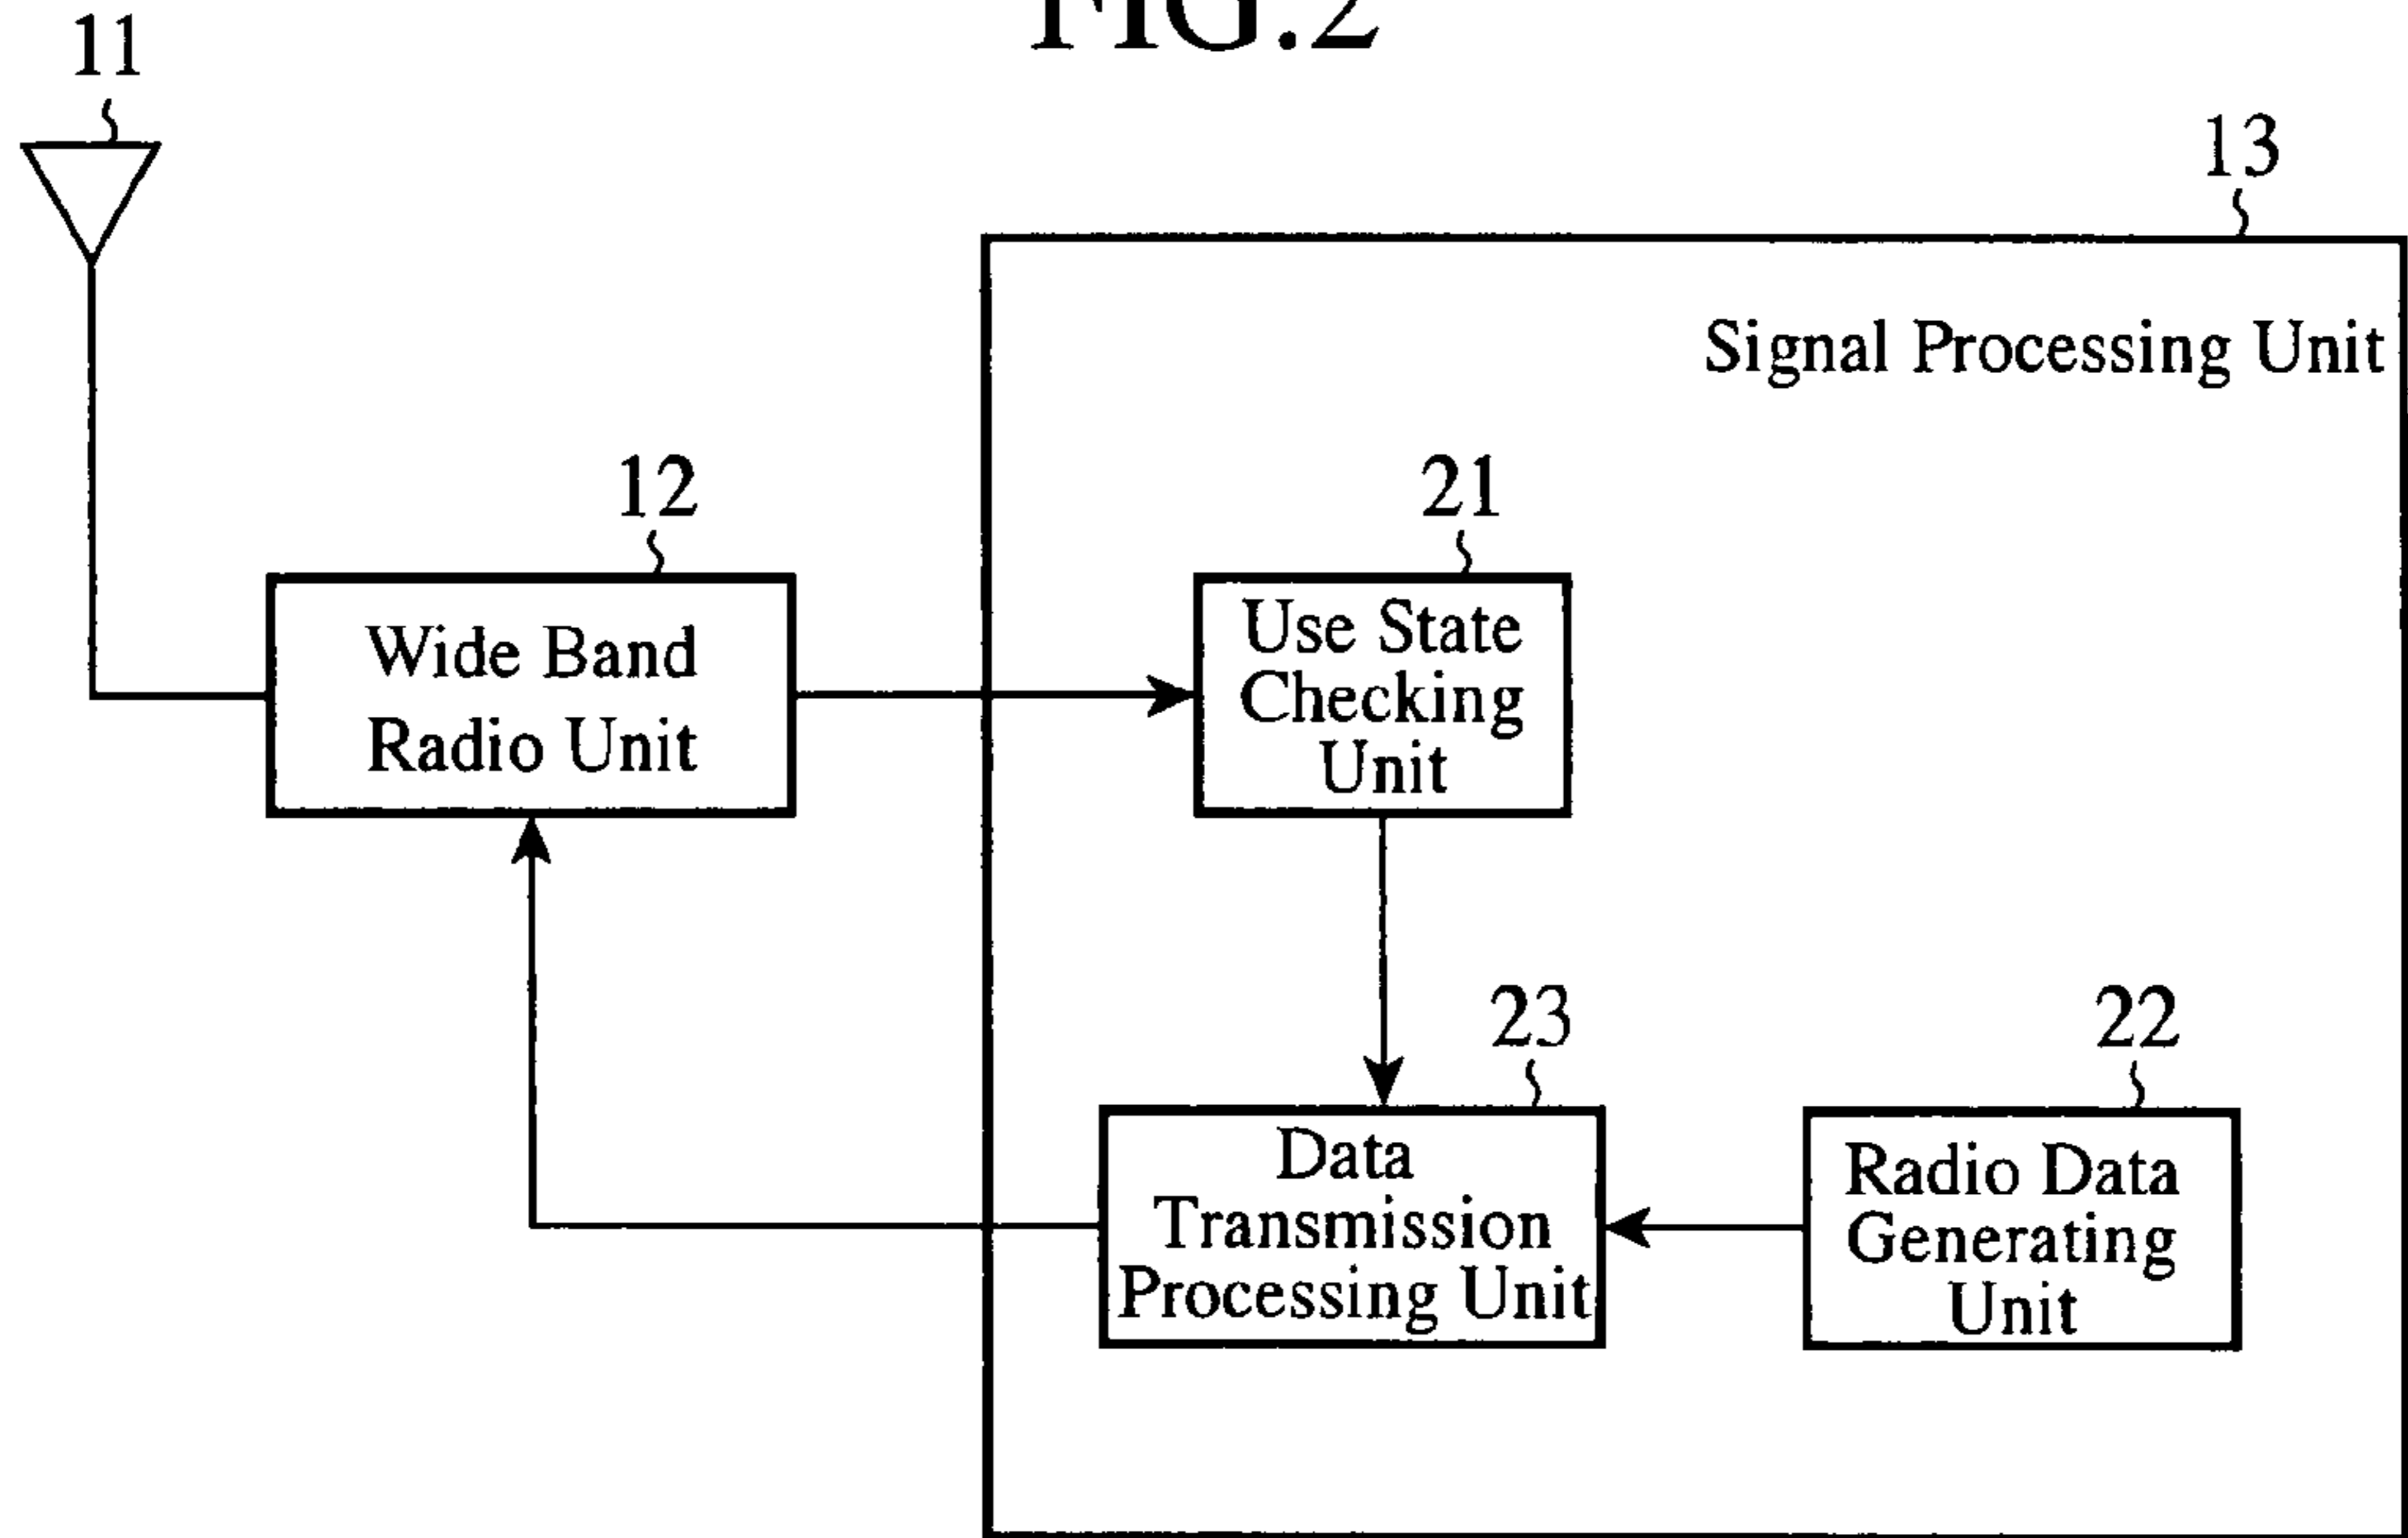 FIG.2
11
13
Signal Processing Unit
12
21
Wide Band
Radio Unit
Use State
Checking
Unit
23
22
Data
Transmission
Processing Unit
Radio Data
Generating
Unit